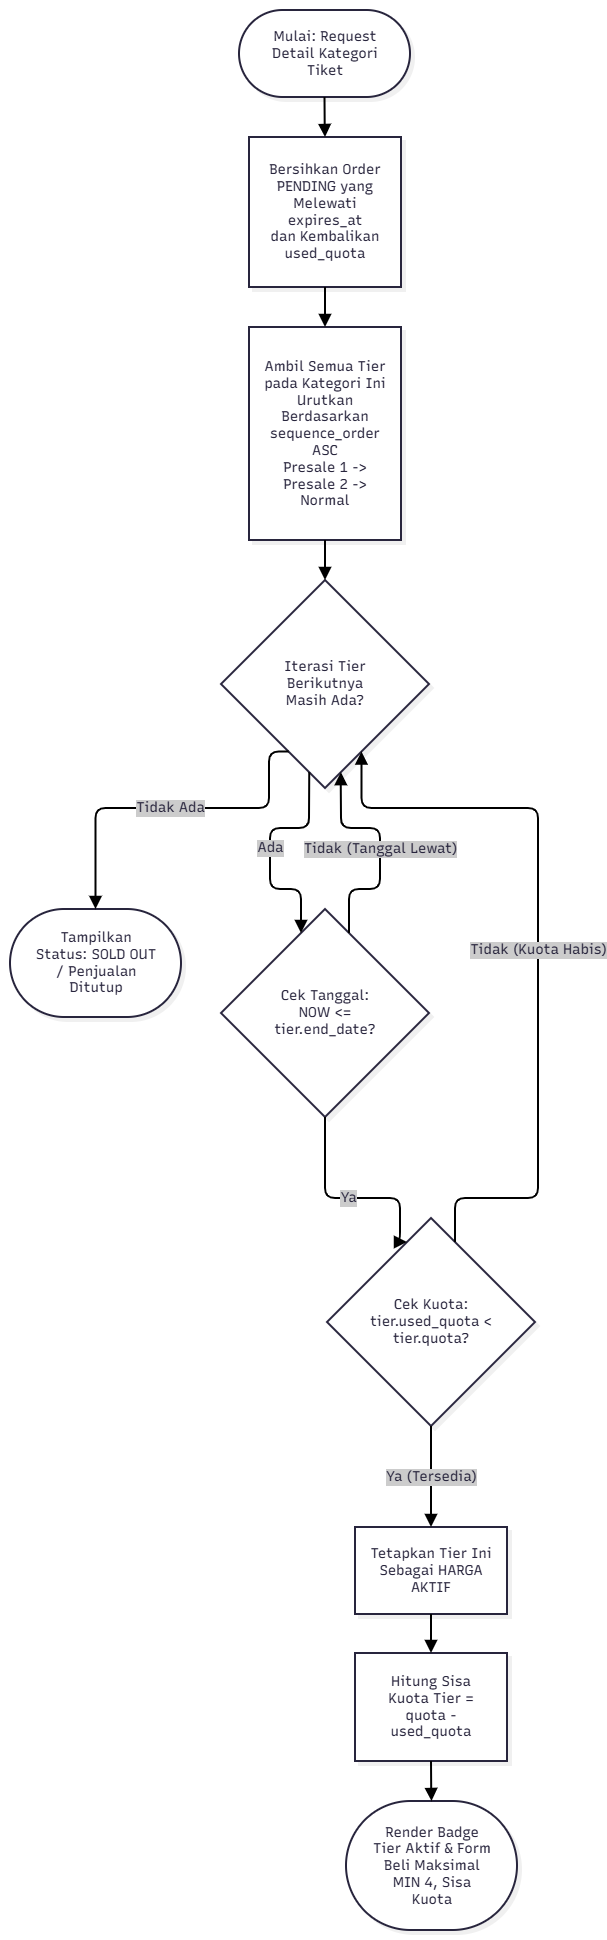 Mulai: Request
Detail Kategori
Tiket
Bersihkan Order
PENDING yang
Melewati
expires_at
dan Kembalikan
used_quota
Ambil Semua Tier
pada Kategori Ini
Urutkan
Berdasarkan
sequence_order
ASC
Presale 1 ->
Presale 2 ->
Normal
Iterasi Tier
Berikutnya
Masih Ada?
Tidak Ada
Ada
Tidak (Tanggal Lewat)
Tampilkan
Status: SOLD OUT
/ Penjualan
Ditutup
Tidak (Kuota Habis)
Cek Tanggal:
NOW <=
tier.end_date?
Ya
Cek Kuota:
tier.used_quota <
tier.quota?
Ya (Tersedia)
Tetapkan Tier Ini
Sebagai HARGA
AKTIF
Hitung Sisa
Kuota Tier =
quota -
used_quota
Render Badge
Tier Aktif & Form
Beli Maksimal
MIN 4, Sisa
Kuota